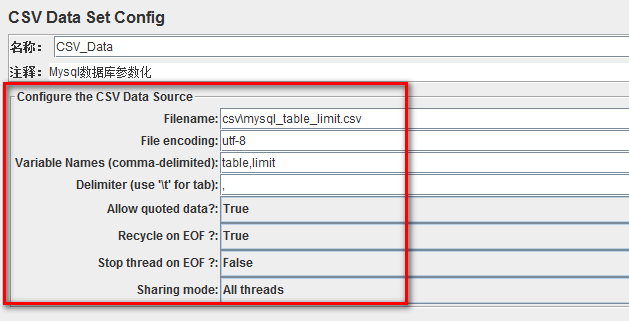 CSV Data Set Config
名称： CSV_Data
注释： Mysql数据库参数化
Configure the CSV Data Source
Filename: csv\mysql_table_limit.csv
File encoding: utf-8
Variable Names (comma-delimited): table,limit
Delimiter (use '\t' for tab): ,
Allow quoted data?: True
Recycle on EOF ?: True
Stop thread on EOF ?: False
Sharing mode: All threads